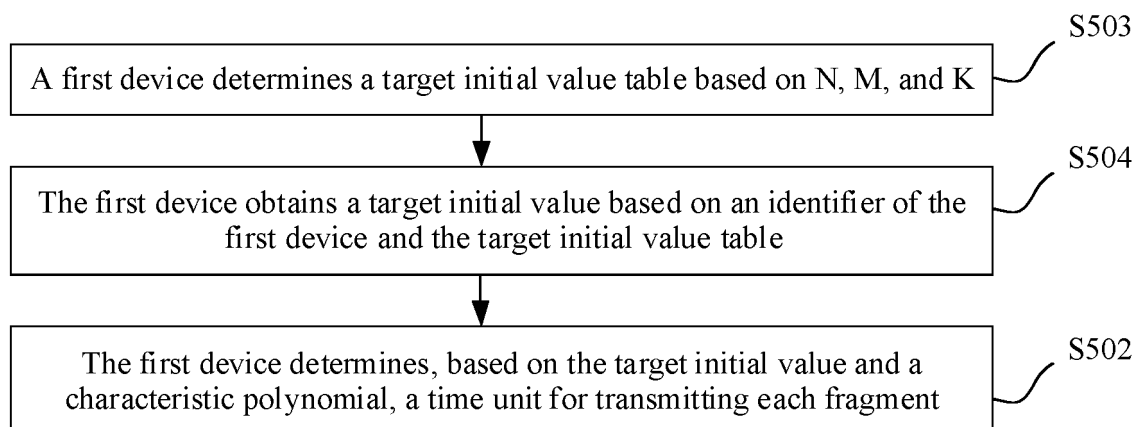 S503
A first device determines a target initial value table based on N, M, and K
S504
The first device obtains a target initial value based on an identifier of the
first device and the target initial value table
S502
The first device determines, based on the target initial value and a
characteristic polynomial, a time unit for transmitting each fragment